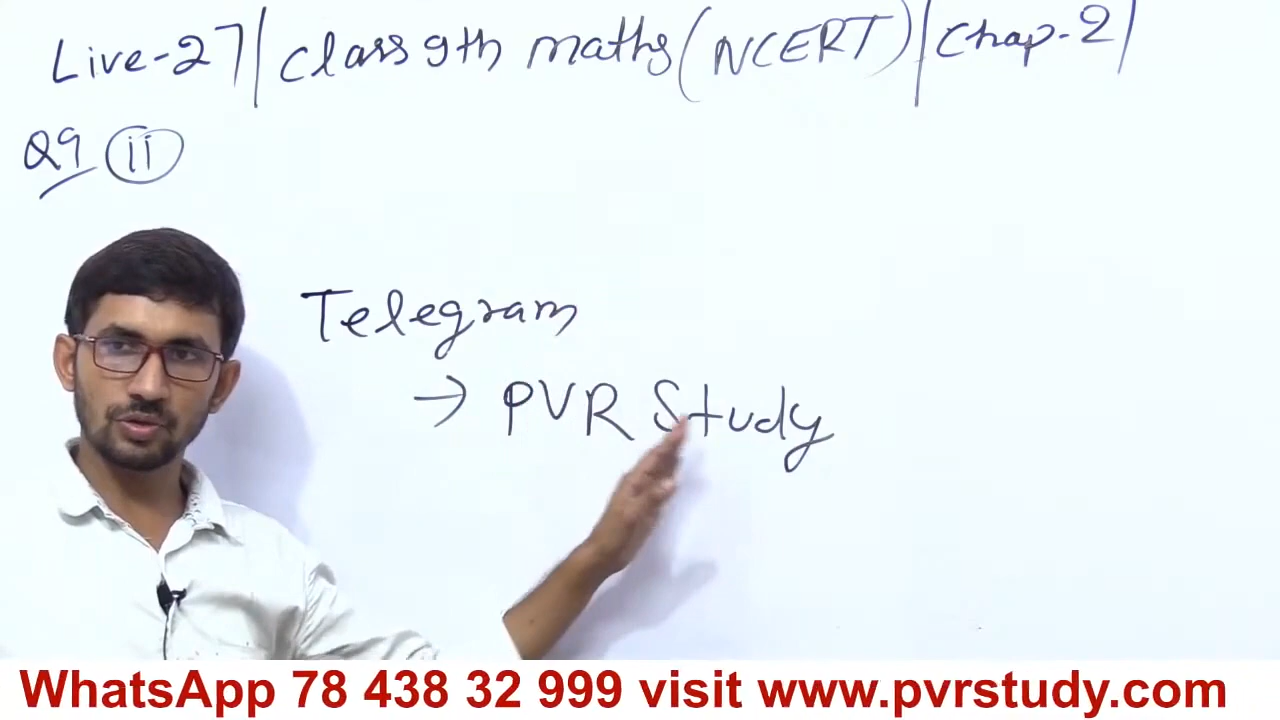 Live-27| Class 9th maths (NCERT) | Chap-2|
Q9 (ii)
Telegram
→ PVR Study
WhatsApp 78 438 32 999 visit www.pvrstudy.com